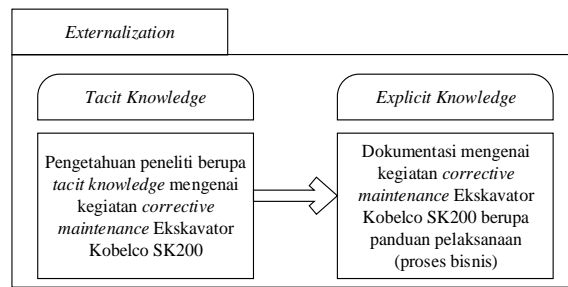 Externalization
Tacit Knowledge
Explicit Knowledge
Pengetahuan peneliti berupa
tacit knowledge mengenai
kegiatan corrective
maintenance Ekskavator
Kobelco SK200
Dokumentasi mengenai
kegiatan corrective
maintenance Ekskavator
Kobelco SK200 berupa
panduan pelaksanaan
(proses bisnis)